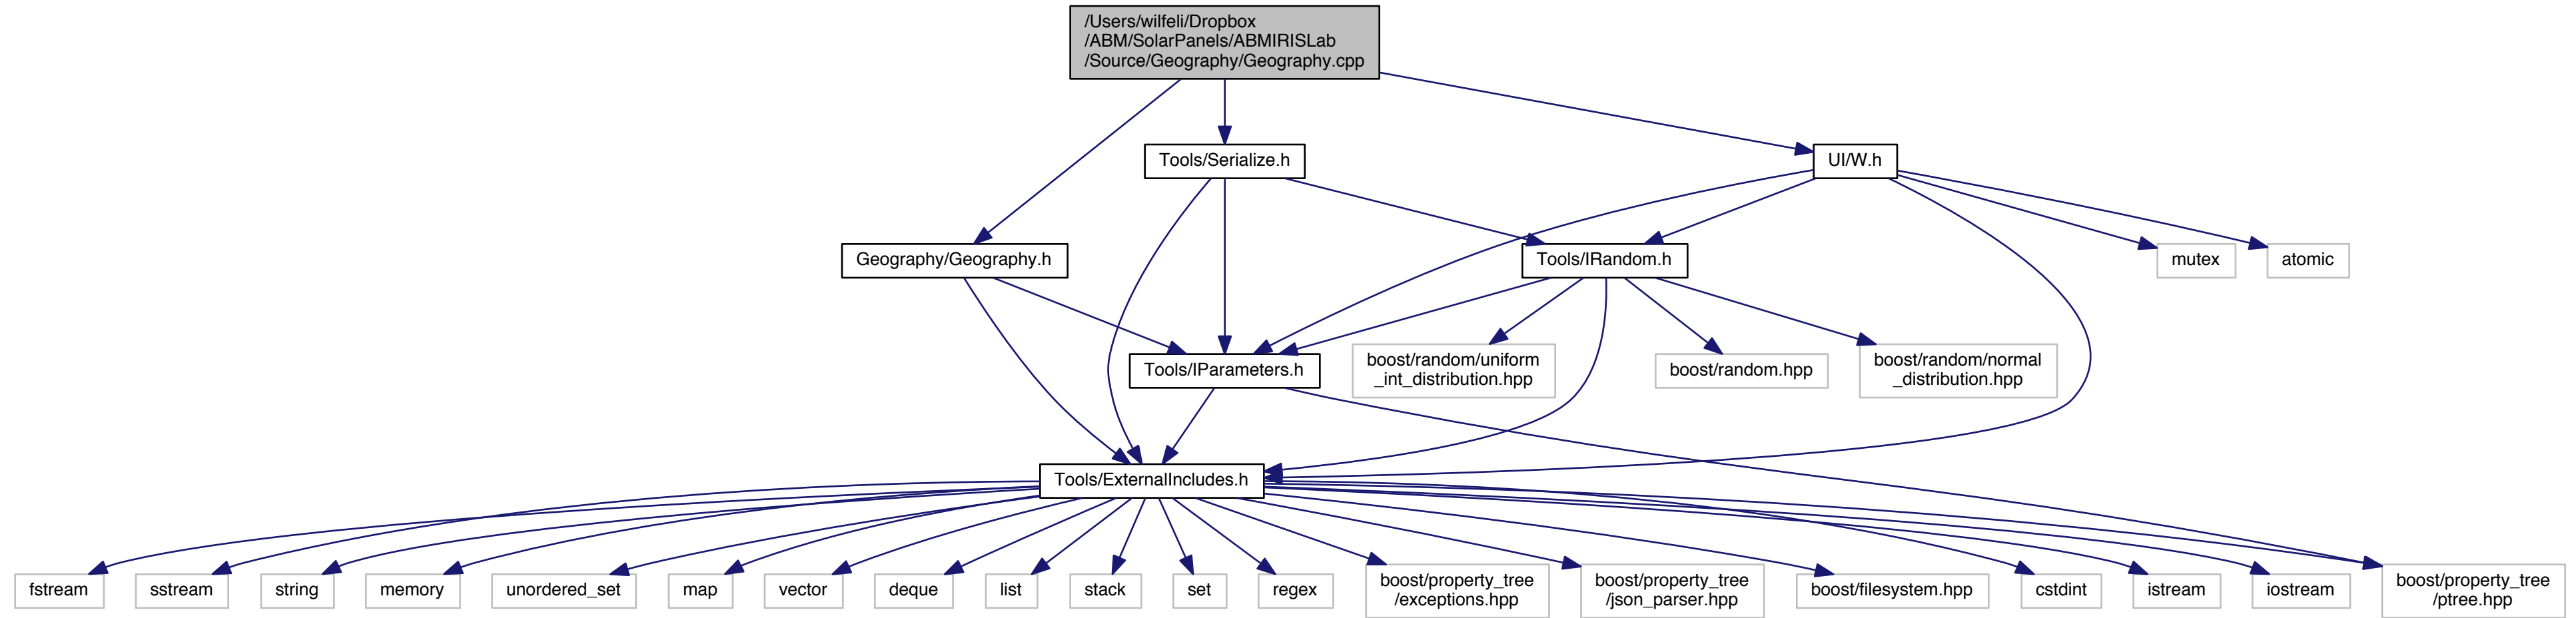 /Users/wilfeli/Dropbox
/ABM/SolarPanels/ABMIRISLab
/Source/Geography/Geography.cpp
Tools/Serialize.h
UI/W.h
Geography/Geography.h
Tools/IRandom.h
mutex
atomic
Tools/IParameters.h
boost/random/uniform
_int_distribution.hpp
boost/random.hpp
boost/random/normal
_distribution.hpp
Tools/ExternalIncludes.h
fstream
sstream
string
memory
unordered_set
map
vector
deque
list
stack
set
regex
boost/property_tree
/exceptions.hpp
boost/property_tree
/json_parser.hpp
boost/filesystem.hpp
cstdint
istream
iostream
boost/property_tree
/ptree.hpp